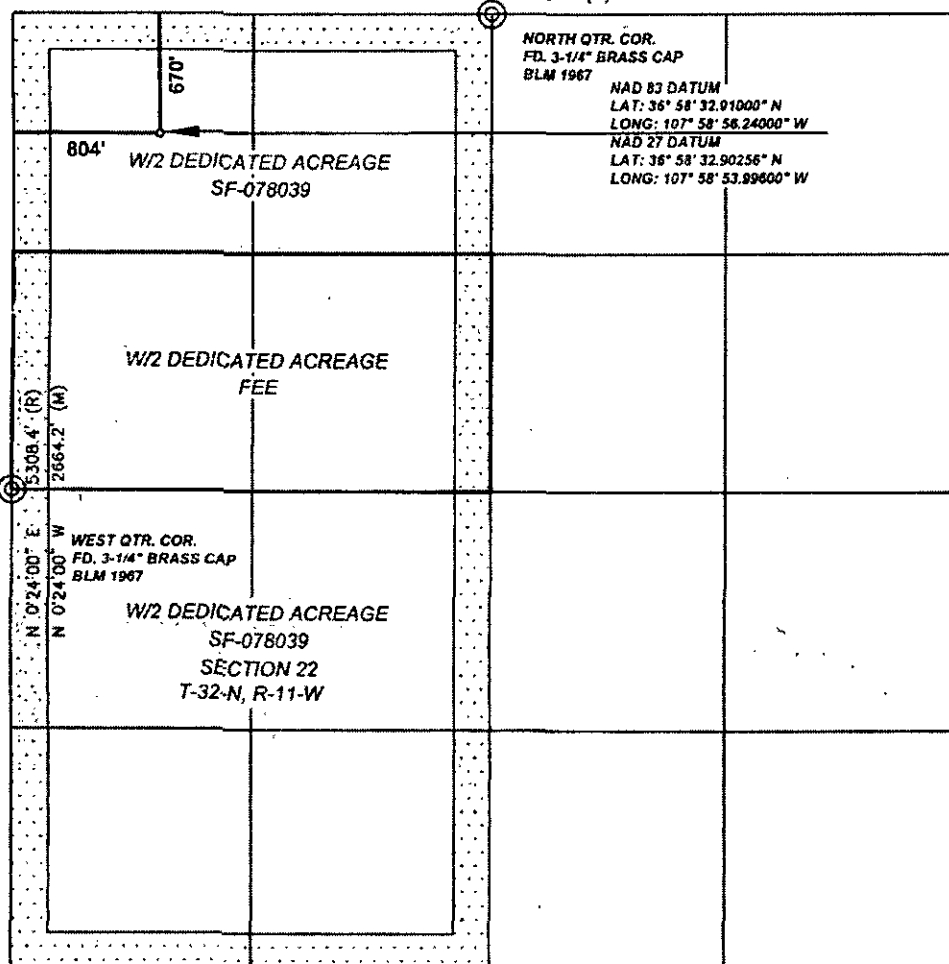 NORTH QTR. COR.
FD. 3-1/4" BRASS CAP
BLM 1967
NAD 83 DATUM
LAT: 36° 58' 32.91000" N
LONG: 107° 58' 56.24000" W
NAD 27 DATUM
LAT: 36° 58' 32.90256" N
LONG: 107° 58' 53.99600" W
670'
804'
W/2 DEDICATED ACREAGE
SF-078039
W/2 DEDICATED ACREAGE
FEE
N 0°24'00" E 5308.4' (R)
N 0°24'00" W 2664.2' (M)
WEST QTR. COR.
FD. 3-1/4" BRASS CAP
BLM 1967
W/2 DEDICATED ACREAGE
SF-078039
SECTION 22
T-32-N, R-11-W